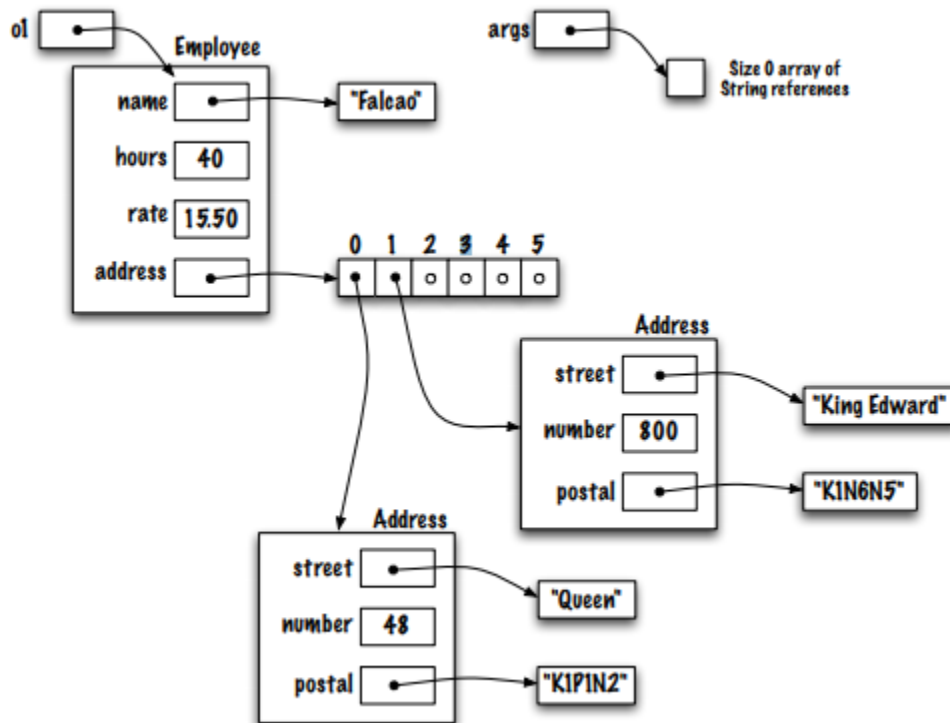 o1
args
Employee
Size 0 array of
String references
name
"Falcao"
hours
40
rate
15.50
0 1 2 3 4 5
address
Address
street
"King Edward"
number
800
postal
"K1N6N5"
Address
street
"Queen"
number
48
postal
"K1P1N2"